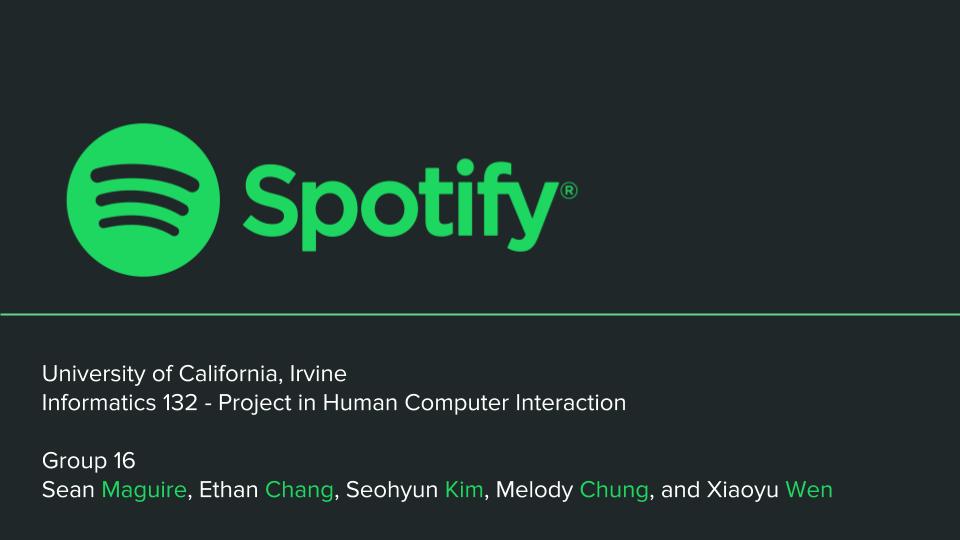 Spotify®
University of California, Irvine
Informatics 132 - Project in Human Computer Interaction
Group 16
Sean Maguire, Ethan Chang, Seohyun Kim, Melody Chung, and Xiaoyu Wen